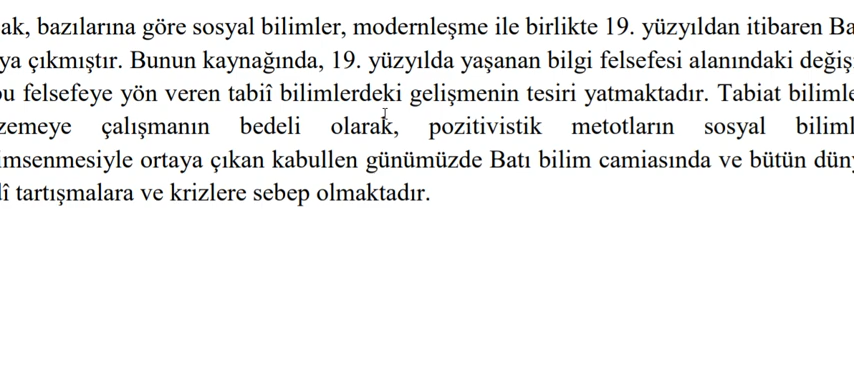 ak, bazılarına göre sosyal bilimler, modernleşme ile birlikte 19. yüzyıldan itibaren Ba
ya çıkmıştır. Bunun kaynağında, 19. yüzyılda yaşanan bilgi felsefesi alanındaki değiş
u felsefeye yön veren tabiî bilimlerdeki gelişmenin tesiri yatmaktadır. Tabiat bilimle
zemeye çalışmanın bedeli olarak, pozitivistik metotların sosyal biliml
imsenmesiyle ortaya çıkan kabullen günümüzde Batı bilim camiasında ve bütün düny
î tartışmalara ve krizlere sebep olmaktadır.